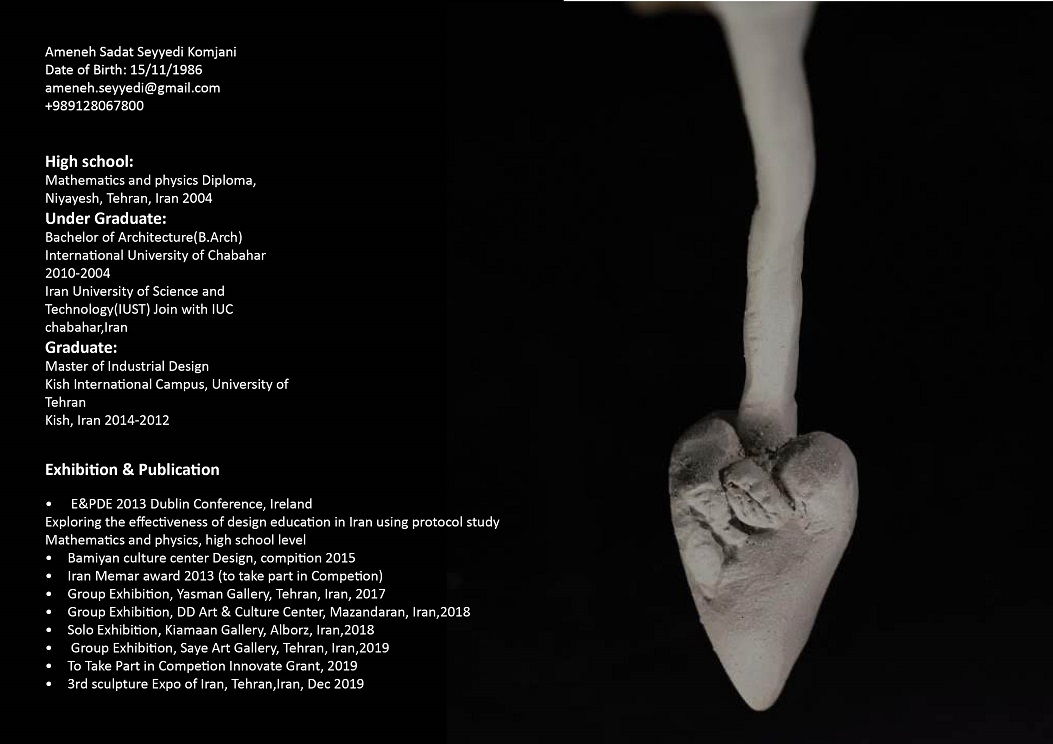 Ameneh Sadat Seyyedi Komjani
Date of Birth: 15/11/1986
ameneh.seyyedi@gmail.com
+989128067800
High school:
Mathematics and physics Diploma,
Niyayesh, Tehran, Iran 2004
Under Graduate:
Bachelor of Architecture(B.Arch)
International University of Chabahar
2010-2004
Iran University of Science and
Technology(IUST) Join with IUC
chabahar,Iran
Graduate:
Master of Industrial Design
Kish International Campus, University of
Tehran
Kish, Iran 2014-2012
Exhibition & Publication
• E&PDE 2013 Dublin Conference, Ireland
Exploring the effectiveness of design education in Iran using protocol study
Mathematics and physics, high school level
• Bamiyan culture center Design, compition 2015
• Iran Memar award 2013 (to take part in Competion)
• Group Exhibition, Yasman Gallery, Tehran, Iran, 2017
• Group Exhibition, DD Art & Culture Center, Mazandaran, Iran,2018
• Solo Exhibition, Kiamaan Gallery, Alborz, Iran,2018
• Group Exhibition, Saye Art Gallery, Tehran, Iran,2019
• To Take Part in Competion Innovate Grant, 2019
• 3rd sculpture Expo of Iran, Tehran,Iran, Dec 2019